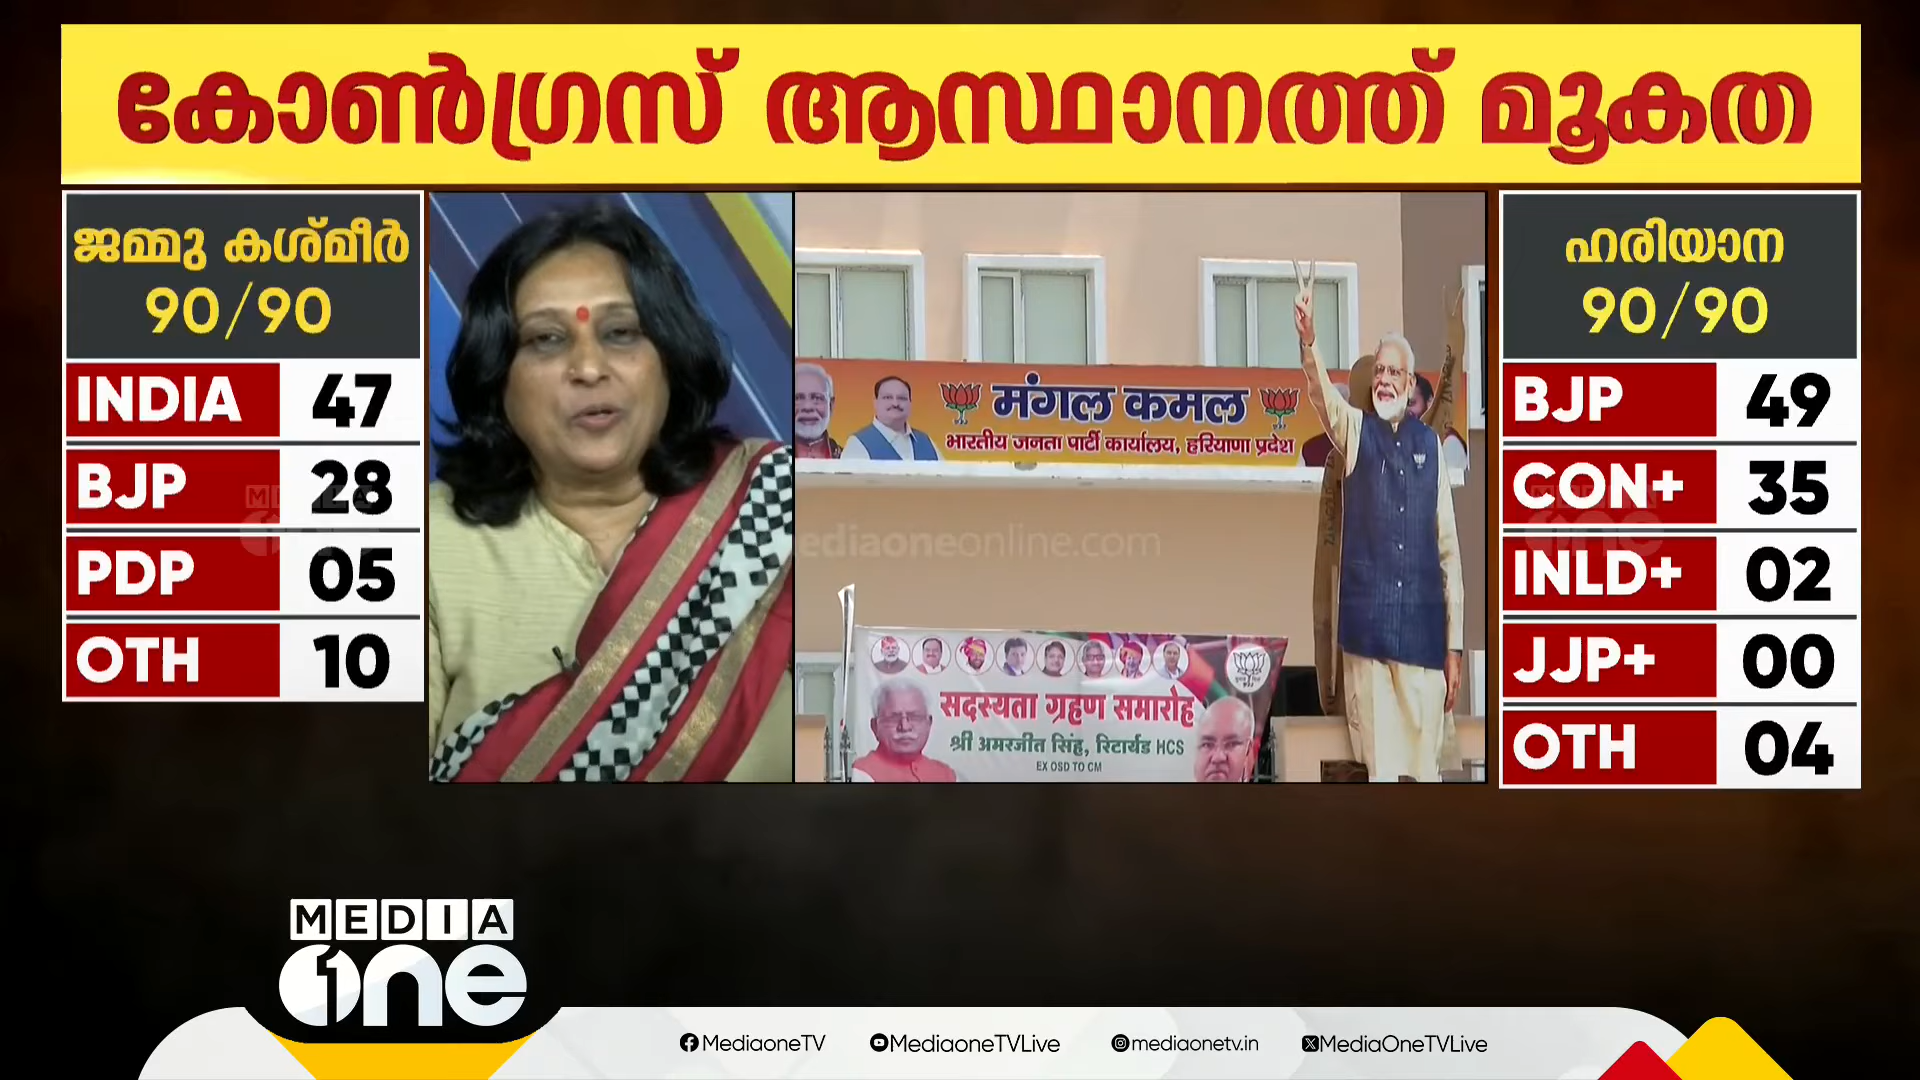 കോൺഗ്രസ് ആസ്ഥാനത്ത് മൂകത
ജമ്മു കശ്മീർ
90/90
INDIA 47
BJP 28
PDP 05
OTH 10
मंगल कमल
भारतीय जनता पार्टी कार्यालय, हरियाणा प्रदेश
mediaoneonline.com
सदस्यता ग्रहण समारोह
श्री अमरजीत सिंह, रिटायर्ड HCS
EX OSD TO CM
ഹരിയാന
90/90
BJP 49
CON+ 35
INLD+ 02
JJP+ 00
OTH 04
MEDIA
one
MediaoneTV
MediaoneTVLive
mediaonetv.in
MediaOneTVLive